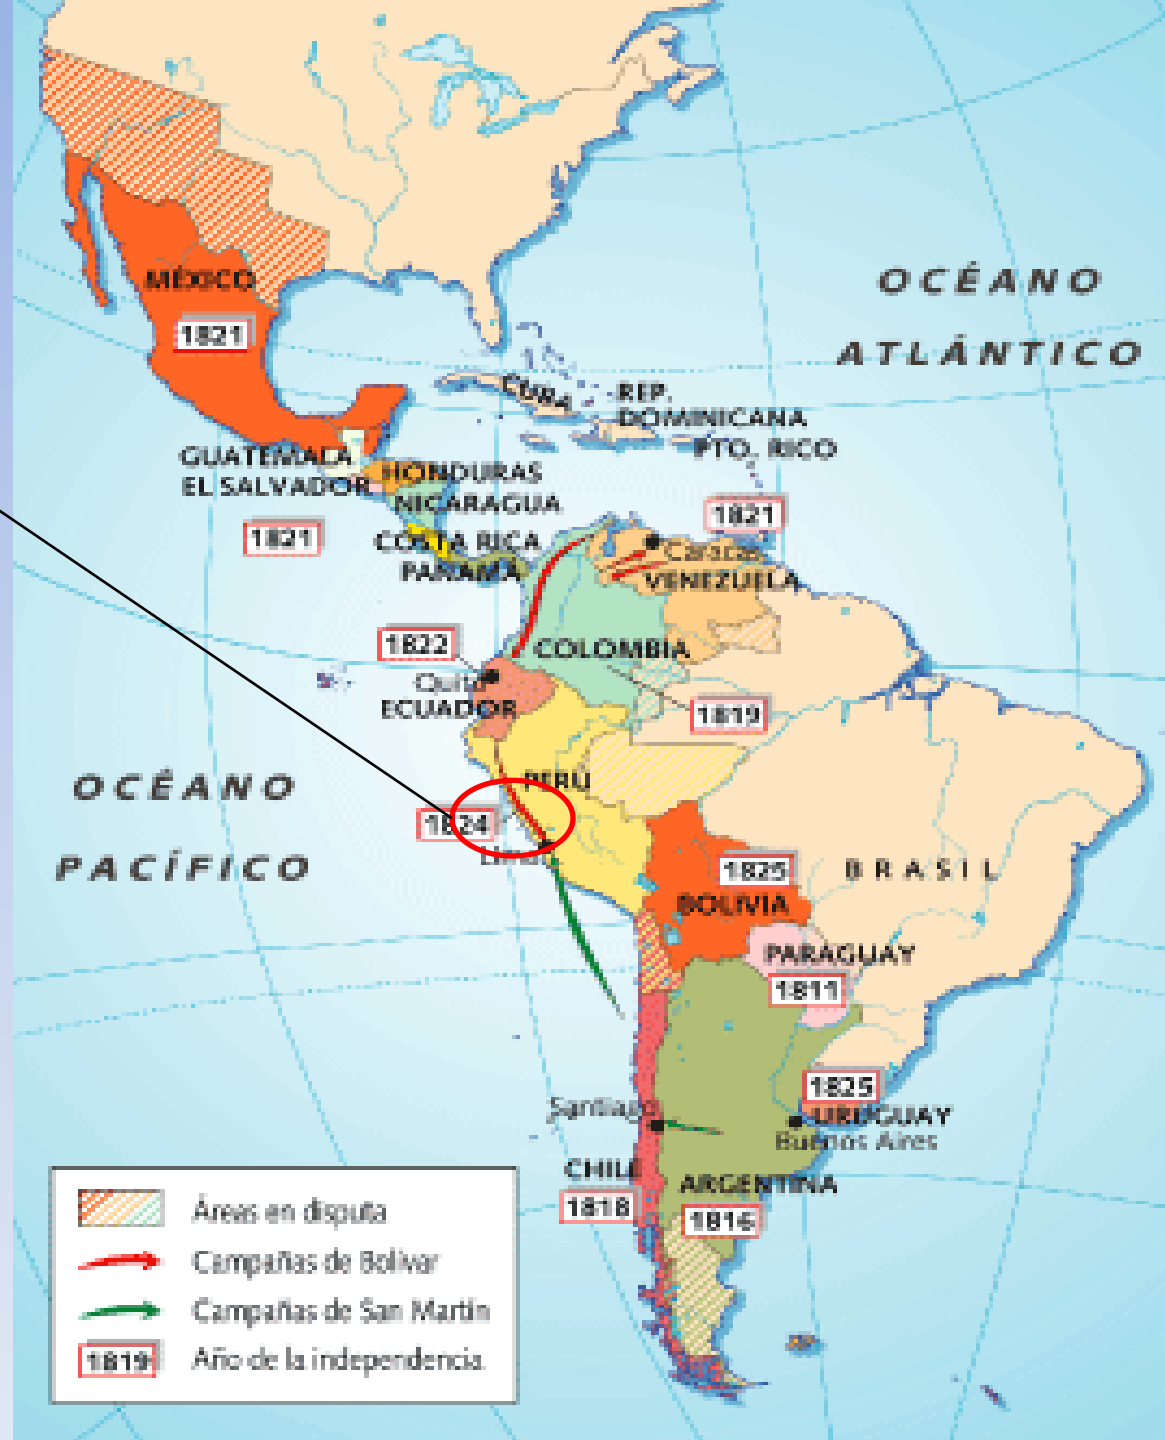 OCÉANO
ATLÁNTICO
MÉXICO
1821
CUBA
REP.
DOMINICANA
PTO. RICO
GUATEMALA
EL SALVADOR
HONDURAS
NICARAGUA
1821
COSTA RICA
PANAMÁ
1821
Caracas
VENEZUELA
1822
COLOMBIA
Quito
ECUADOR
1819
OCÉANO
PACÍFICO
PERÚ
1824
Lima
1825
BOLIVIA
BRASIL
PARAGUAY
1811
1825
URUGUAY
Buenos Aires
Santiago
CHILE
1818
ARGENTINA
1816
Áreas en disputa
Campañas de Bolívar
Campañas de San Martín
1819
Año de la independencia